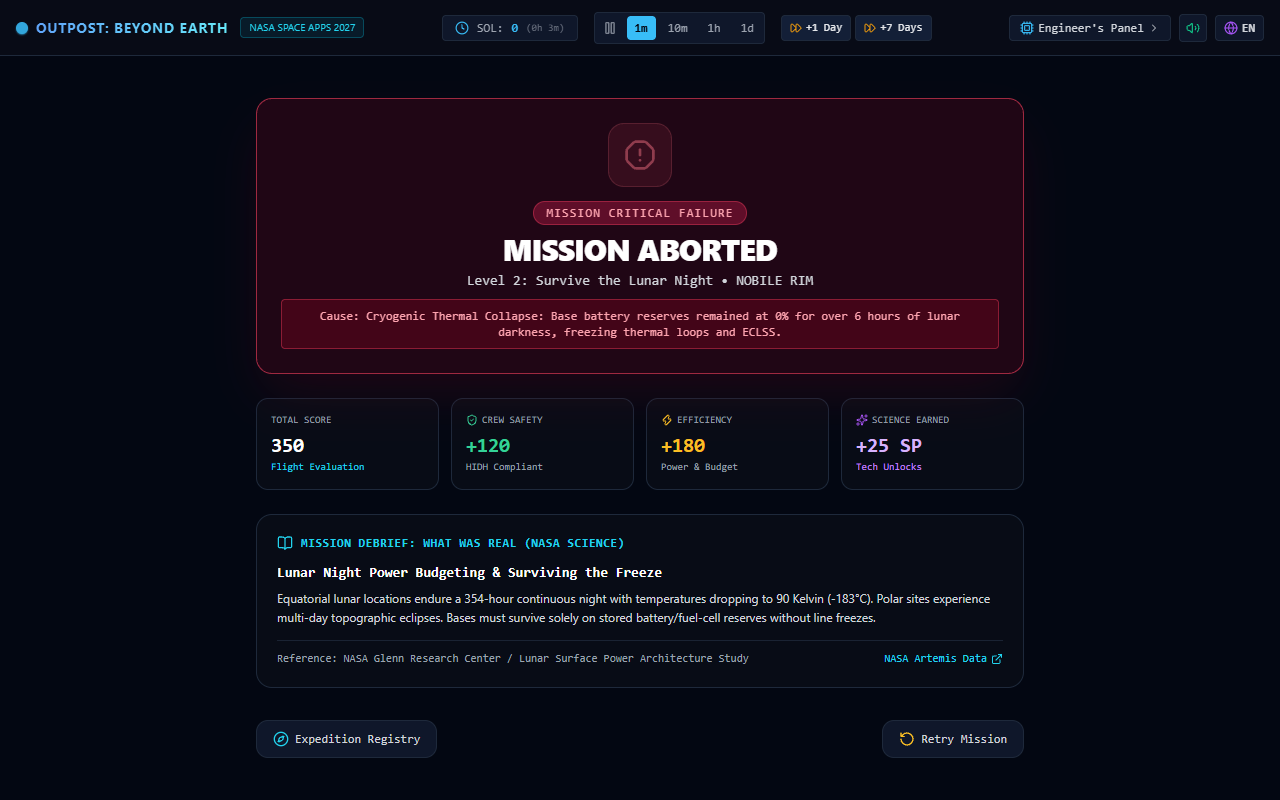 OUTPOST: BEYOND EARTH
NASA SPACE APPS 2027
SOL: 0 (0h 3m)
1m 10m 1h 1d
+1 Day
+7 Days
Engineer's Panel
EN
MISSION CRITICAL FAILURE
MISSION ABORTED
Level 2: Survive the Lunar Night • NOBILE RIM
Cause: Cryogenic Thermal Collapse: Base battery reserves remained at 0% for over 6 hours of lunar
darkness, freezing thermal loops and ECLSS.
TOTAL SCORE
350
Flight Evaluation
CREW SAFETY
+120
HIDH Compliant
EFFICIENCY
+180
Power & Budget
SCIENCE EARNED
+25 SP
Tech Unlocks
MISSION DEBRIEF: WHAT WAS REAL (NASA SCIENCE)
Lunar Night Power Budgeting & Surviving the Freeze
Equatorial lunar locations endure a 354-hour continuous night with temperatures dropping to 90 Kelvin (-183°C). Polar sites experience
multi-day topographic eclipses. Bases must survive solely on stored battery/fuel-cell reserves without line freezes.
Reference: NASA Glenn Research Center / Lunar Surface Power Architecture Study
NASA Artemis Data
Expedition Registry
Retry Mission